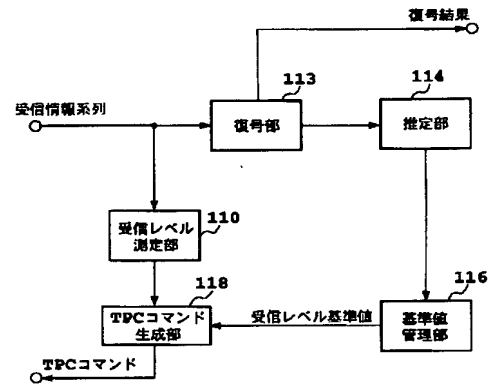 復号結果
113
114
受信情報系列
復号部
推定部
110
受信レベル
測定部
118
116
TPCコマンド
生成部
受信レベル基準値
基準値
管理部
TPCコマンド